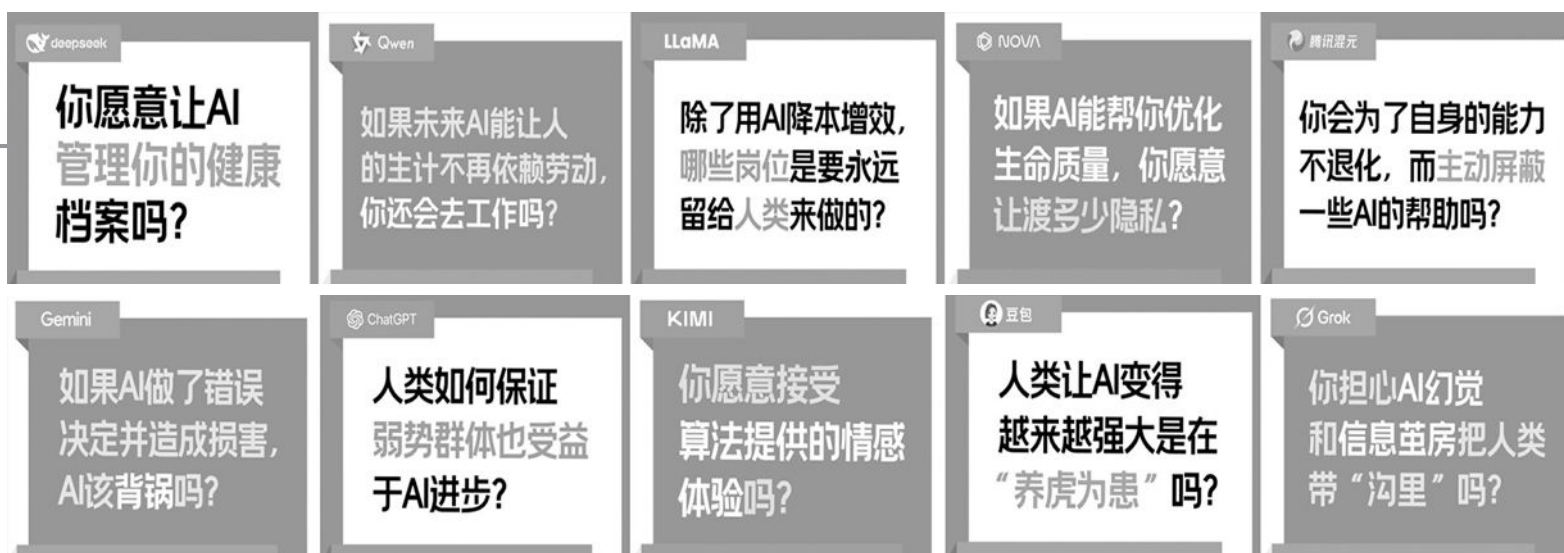 deepseek
你愿意让AI
管理你的健康
档案吗?
Qwen
如果未来AI能让人
的生计不再依赖劳动,
你还会去工作吗?
LLaMA
除了用AI降本增效,
哪些岗位是要永远
留给人类来做的?
NOVA
如果AI能帮你优化
生命质量，你愿意
让渡多少隐私?
腾讯混元
你会为了自身的能力
不退化，而主动屏蔽
一些AI的帮助吗?
Gemini
如果AI做了错误
决定并造成损害,
AI该背锅吗?
ChatGPT
人类如何保证
弱势群体也受益
于AI进步?
KIMI
你愿意接受
算法提供的情感
体验吗?
豆包
人类让AI变得
越来越强大是在
“养虎为患”吗?
Grok
你担心AI幻觉
和信息茧房把人类
带“沟里”吗?